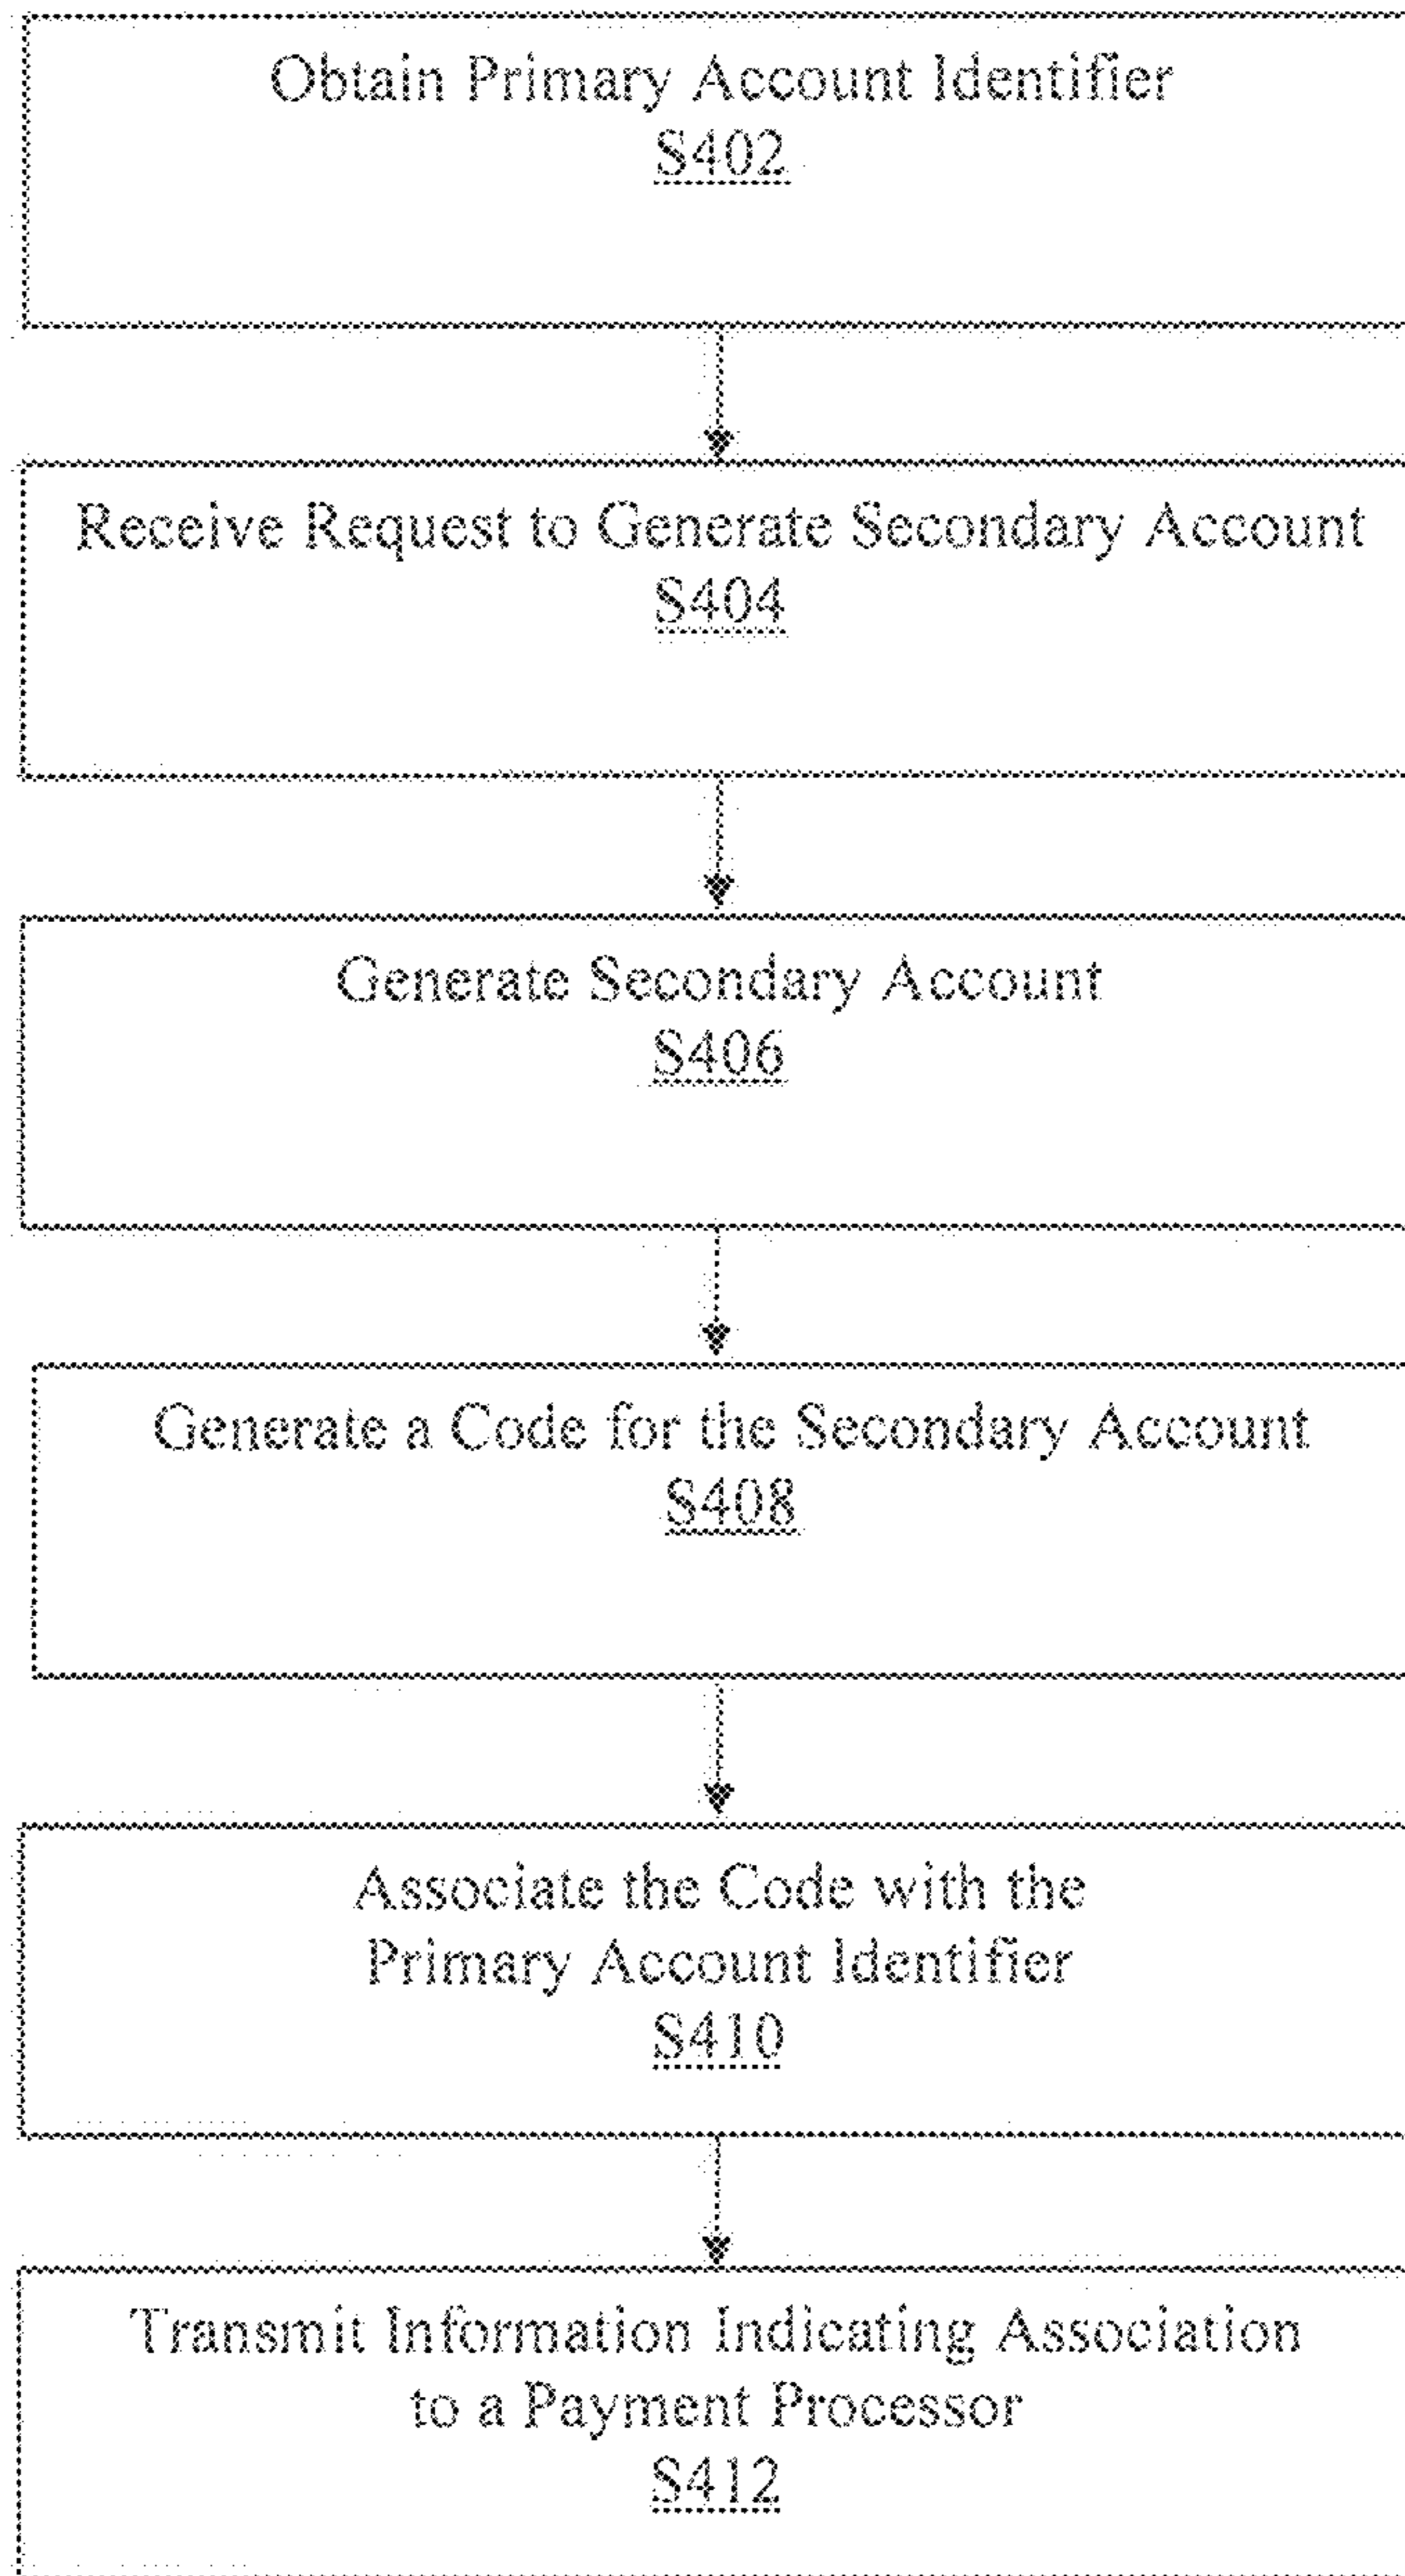 Obtain Primary Account Identifier
S402
Receive Request to Generate Secondary Account
S404
Generate Secondary Account
S406
Generate a Code for the Secondary Account
S408
Associate the Code with the
Primary Account Identifier
S410
Transmit Information Indicating Association
to a Payment Processor
S412